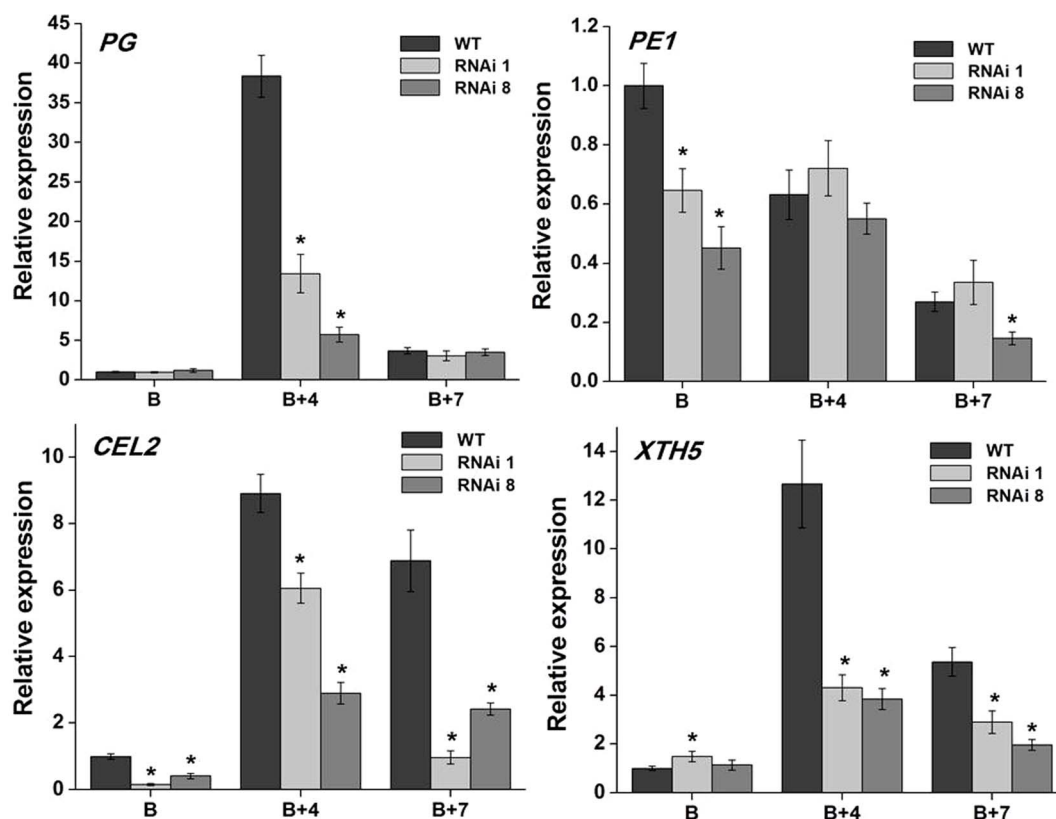 PG
WT
RNAi 1
RNAi 8
Relative expression
45
40
35
30
25
20
15
10
5
0
*
*
B
B+4
B+7
PE1
WT
RNAi 1
RNAi 8
Relative expression
1.2
1.0
0.8
0.6
0.4
0.2
0.0
*
*
*
B
B+4
B+7
CEL2
WT
RNAi 1
RNAi 8
Relative expression
10
8
6
4
2
0
*
*
*
*
*
*
B
B+4
B+7
XTH5
WT
RNAi 1
RNAi 8
Relative expression
14
12
10
8
6
4
2
0
*
*
*
*
*
B
B+4
B+7